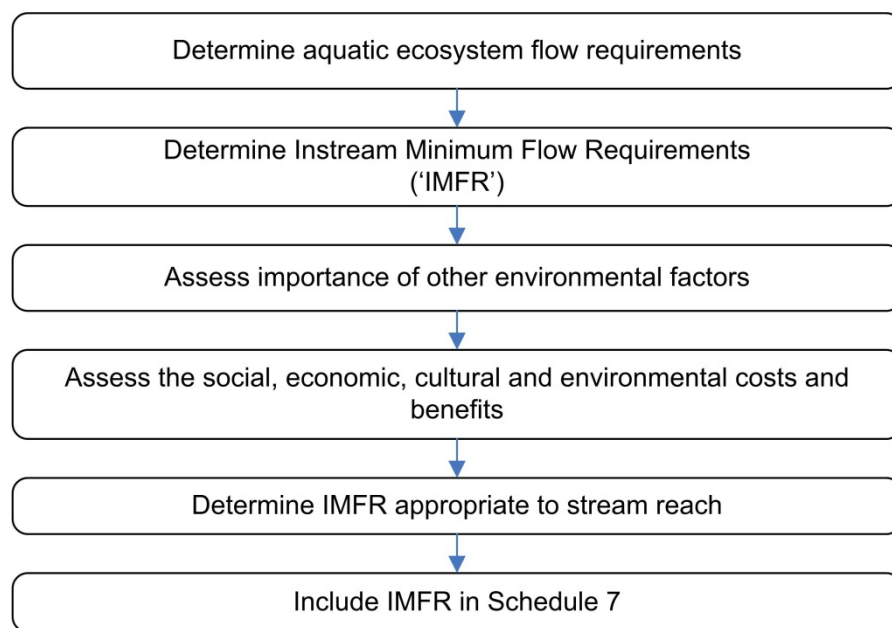 Determine aquatic ecosystem flow requirements
Determine Instream Minimum Flow Requirements
(‘IMFR’)
Assess importance of other environmental factors
Assess the social, economic, cultural and environmental costs and
benefits
Determine IMFR appropriate to stream reach
Include IMFR in Schedule 7